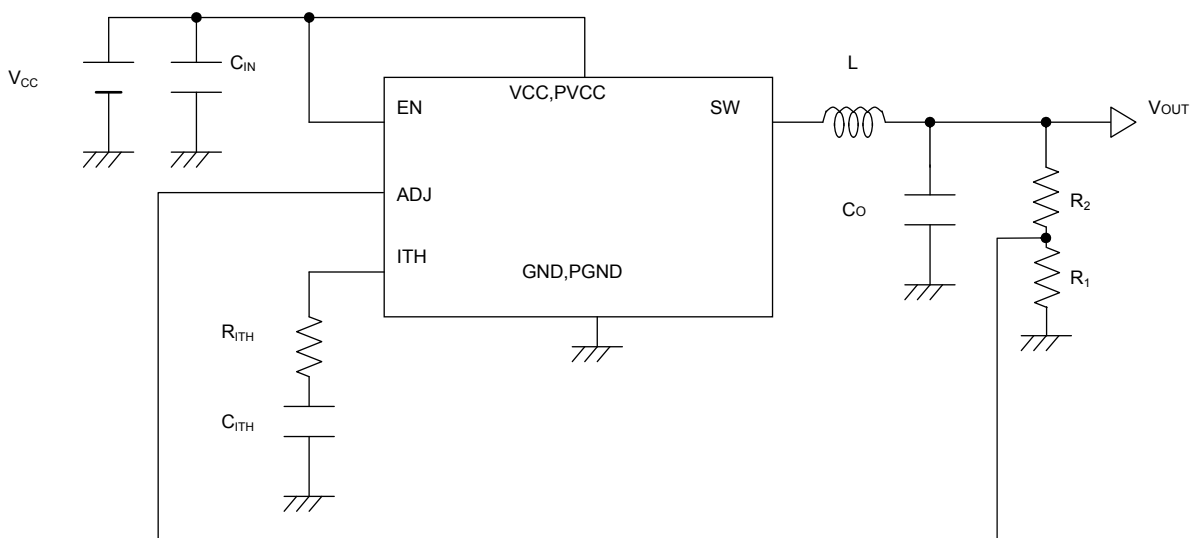 VCC
CIN
EN
VCC,PVCC
SW
L
VOUT
ADJ
CO
R2
ITH
GND,PGND
R1
RITH
CITH